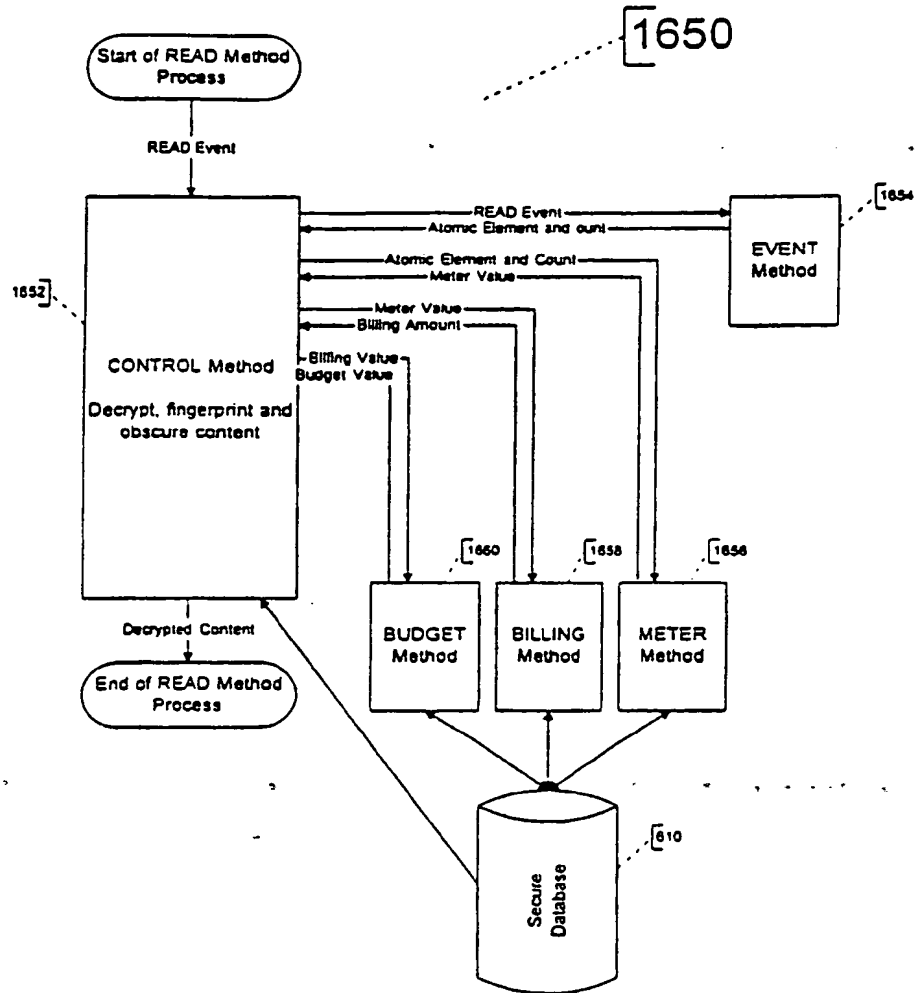 1650
Start of READ Method
Process
READ Event
READ Event
Atomic Element and ount
1654
EVENT
Method
Atomic Element and Count
Meter Value
1652
Meter Value
Billing Amount
CONTROL Method
Decrypt, fingerprint and
obscure content
Billing Value
Budget Value
1660
1658
1656
BUDGET
Method
BILLING
Method
METER
Method
Decrypted Content
End of READ Method
Process
610
Secure
Database